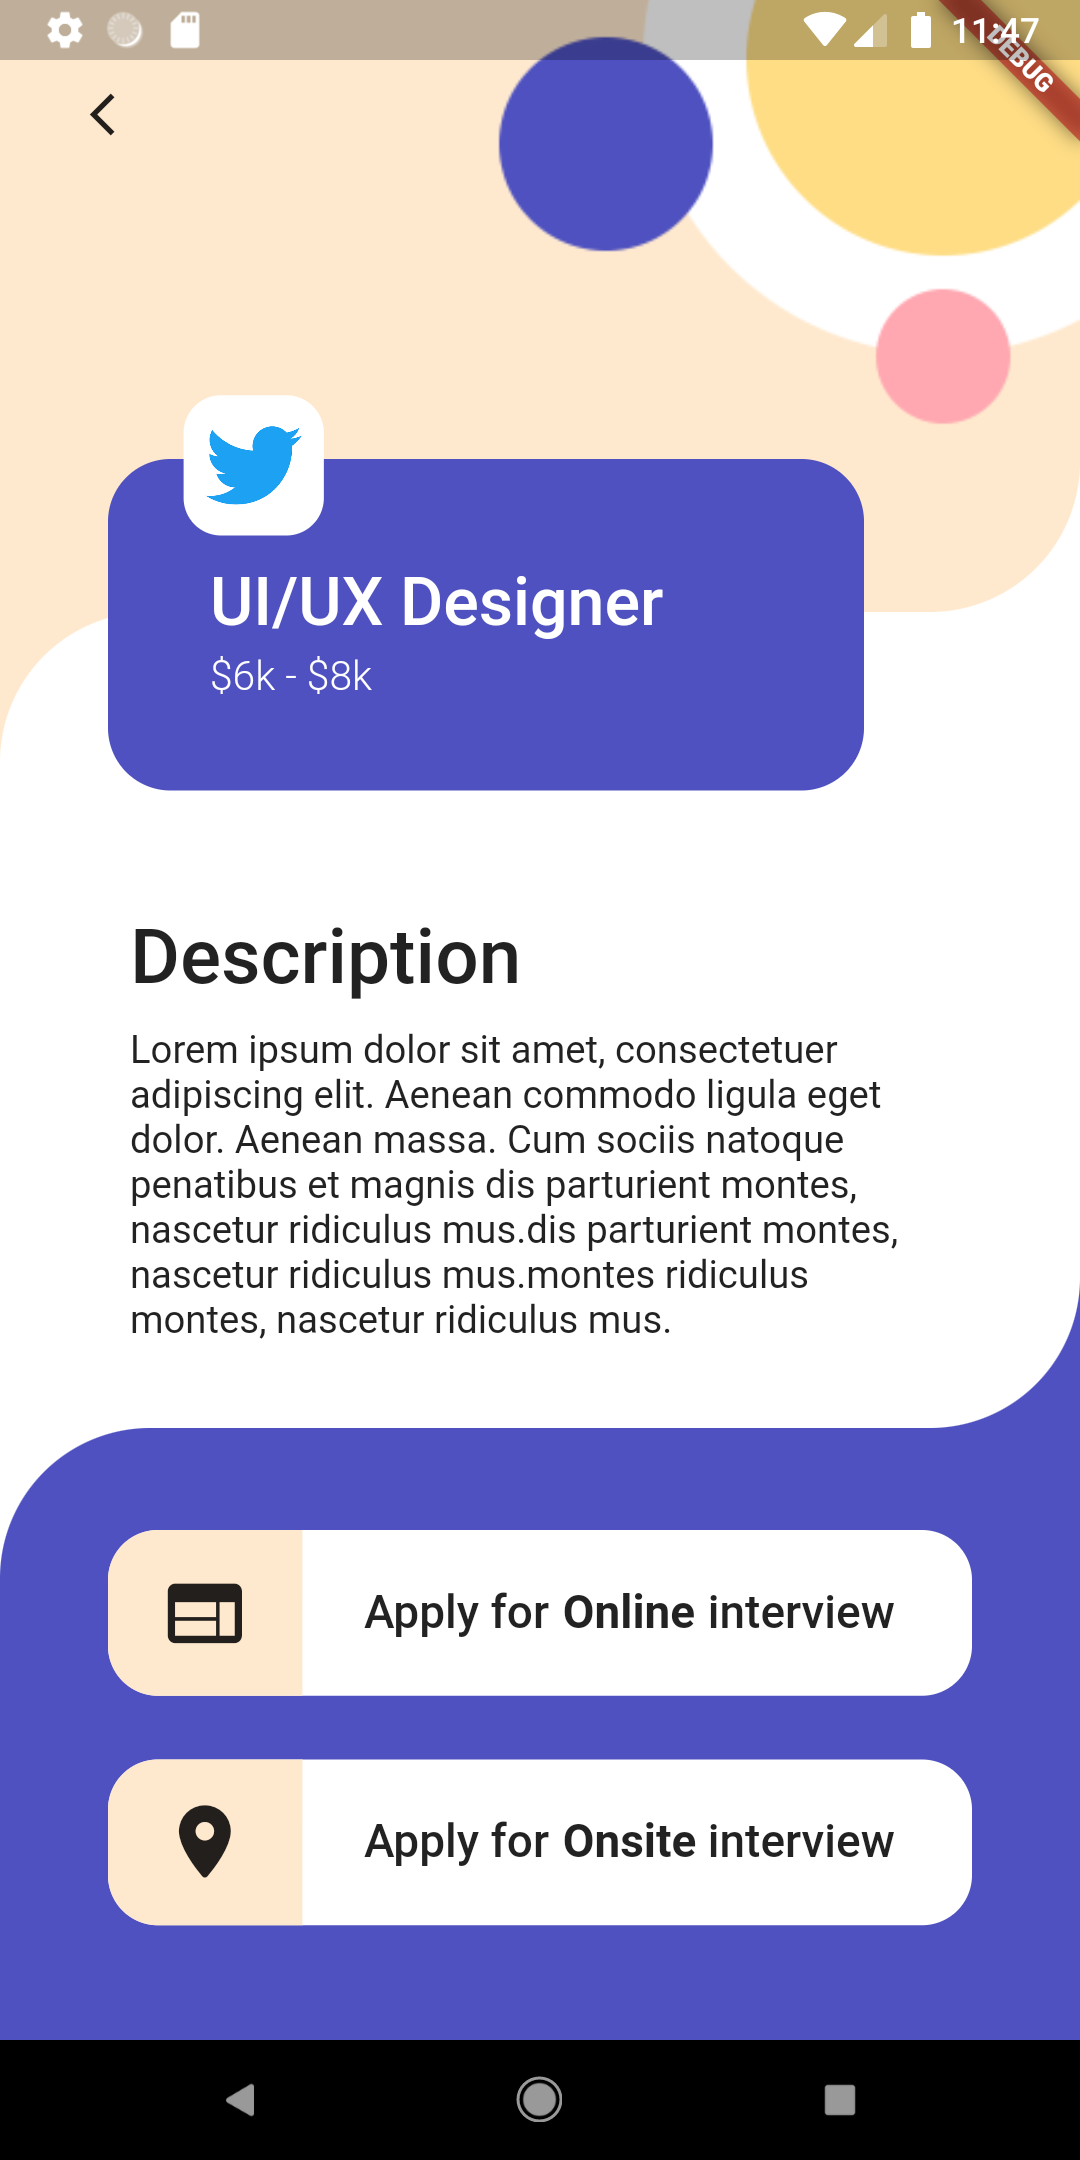 11:47
DEBUG
UI/UX Designer
$6k - $8k
Description
Lorem ipsum dolor sit amet, consectetuer
adipiscing elit. Aenean commodo ligula eget
dolor. Aenean massa. Cum sociis natoque
penatibus et magnis dis parturient montes,
nascetur ridiculus mus.dis parturient montes,
nascetur ridiculus mus.montes ridiculus
montes, nascetur ridiculus mus.
Apply for Online interview
Apply for Onsite interview